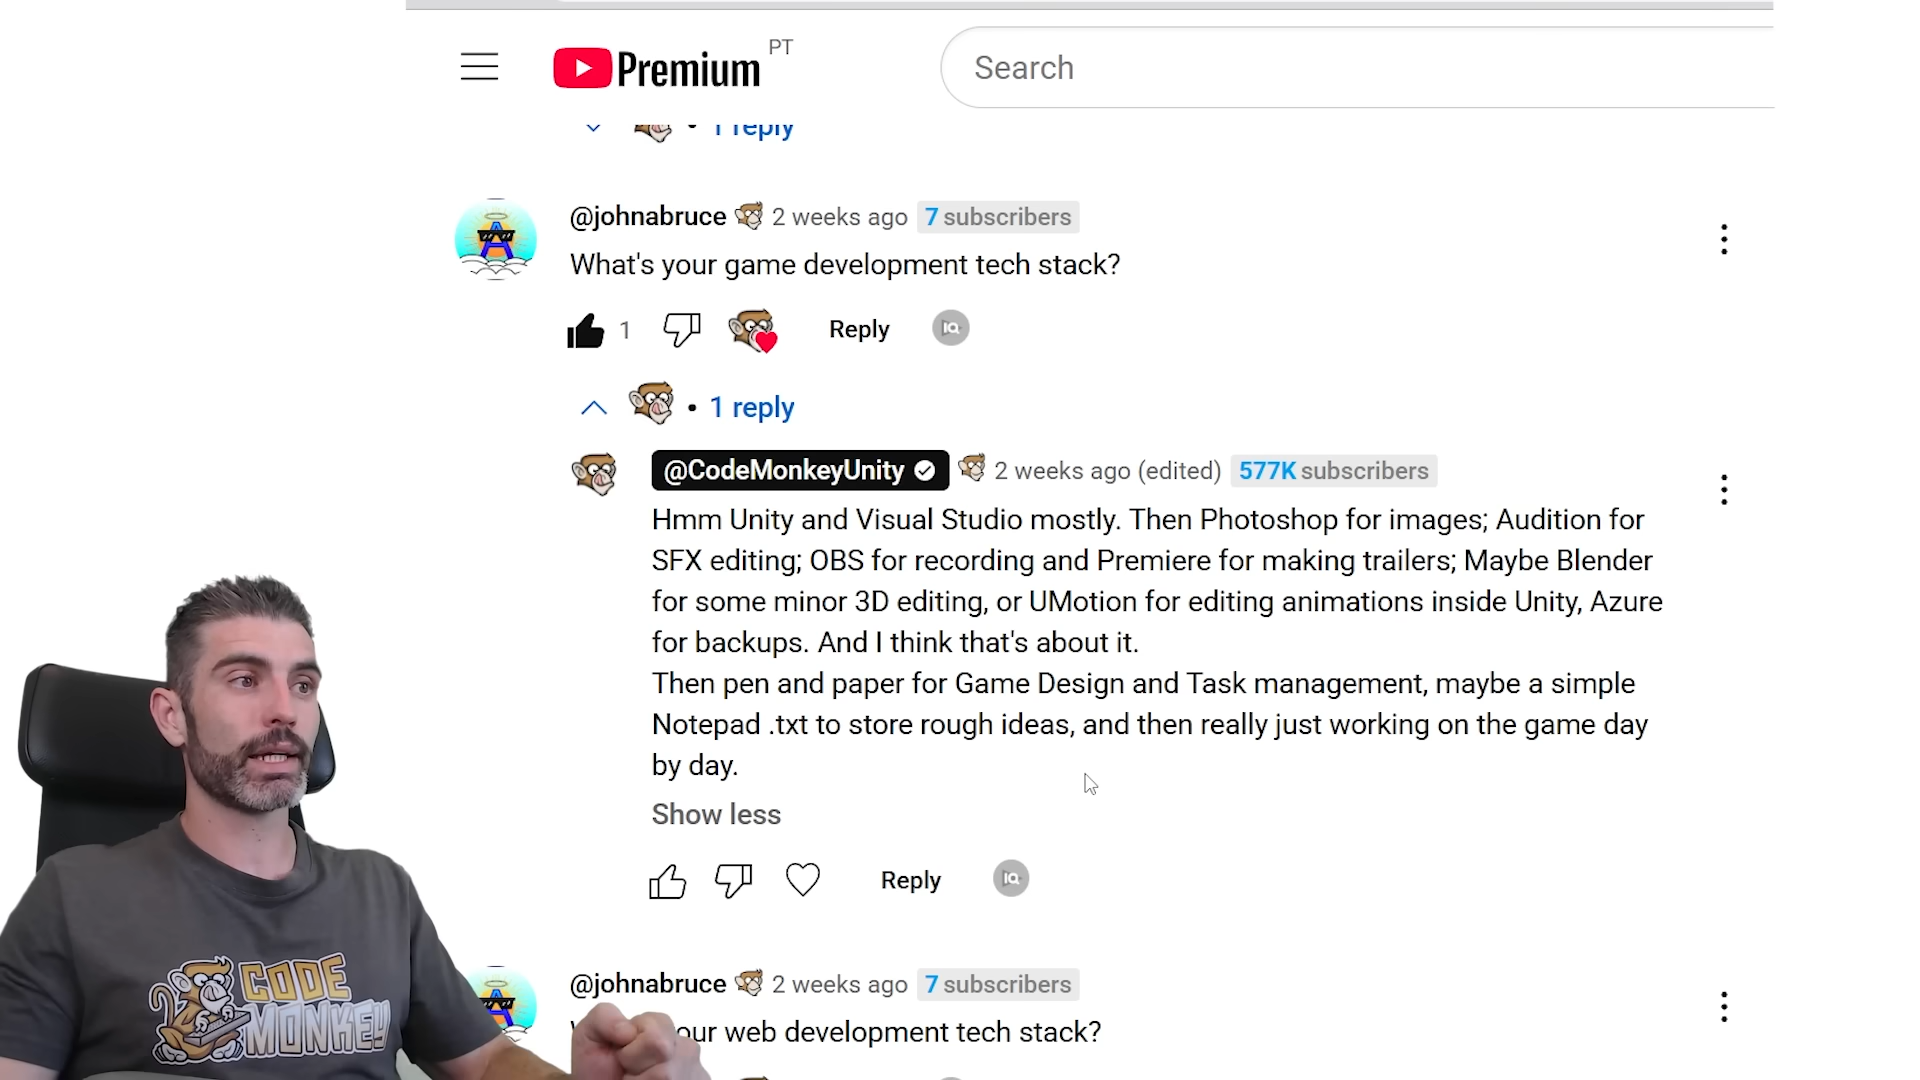 Premium PT
Search
1 reply
@johnabruce 2 weeks ago 7 subscribers
What's your game development tech stack?
1 Reply
1 reply
@CodeMonkeyUnity 2 weeks ago (edited) 577K subscribers
Hmm Unity and Visual Studio mostly. Then Photoshop for images; Audition for
SFX editing; OBS for recording and Premiere for making trailers; Maybe Blender
for some minor 3D editing, or UMotion for editing animations inside Unity, Azure
for backups. And I think that's about it.
Then pen and paper for Game Design and Task management, maybe a simple
Notepad .txt to store rough ideas, and then really just working on the game day
by day.
Show less
Reply
@johnabruce 2 weeks ago 7 subscribers
web development tech stack?
CODE
MONKEY